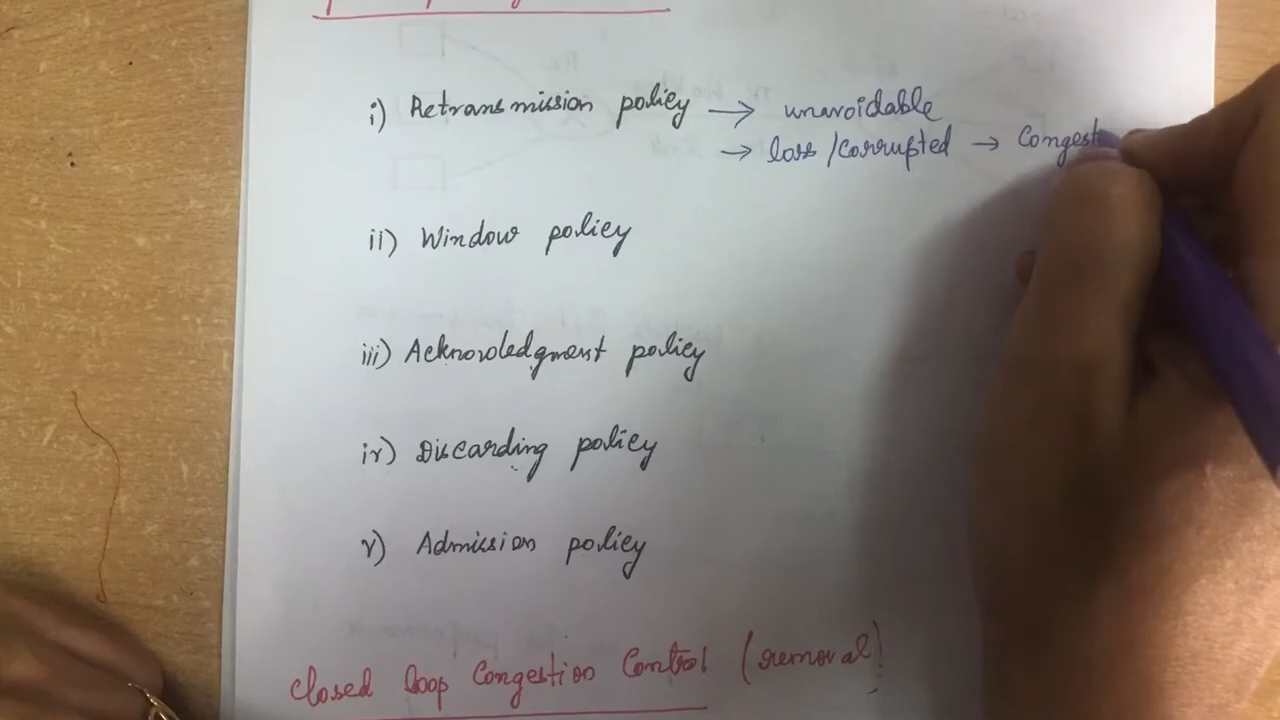 i) Retransmission policy → unavoidable
→ loss/corrupted → Congest
ii) Window policy
iii) Acknowledgment policy
iv) Discarding policy
v) Admission policy
Closed loop Congestion Control (removal)